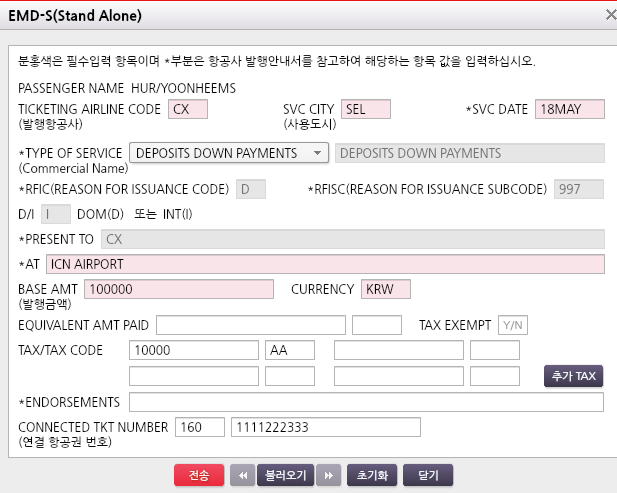 EMD-S(Stand Alone)
분홍색은 필수입력 항목이며 *부분은 항공사 발행안내서를 참고하여 해당하는 항목 값을 입력하십시오.
PASSENGER NAME HUR/YOONHEEMS
TICKETING AIRLINE CODE CX SVC CITY SEL *SVC DATE 18MAY
(발행항공사) (사용도시)
*TYPE OF SERVICE DEPOSITS DOWN PAYMENTS DEPOSITS DOWN PAYMENTS
(Commercial Name)
*RFIC(REASON FOR ISSUANCE CODE) D *RFISC(REASON FOR ISSUANCE SUBCODE) 997
D/I I DOM(D) 또는 INT(I)
*PRESENT TO CX
*AT ICN AIRPORT
BASE AMT 100000 CURRENCY KRW
(발행금액)
EQUIVALENT AMT PAID TAX EXEMPT Y/N
TAX/TAX CODE 10000 AA
추가 TAX
*ENDORSEMENTS
CONNECTED TKT NUMBER 160 1111222333
(연결 항공권 번호)
전송 불러오기 초기화 닫기